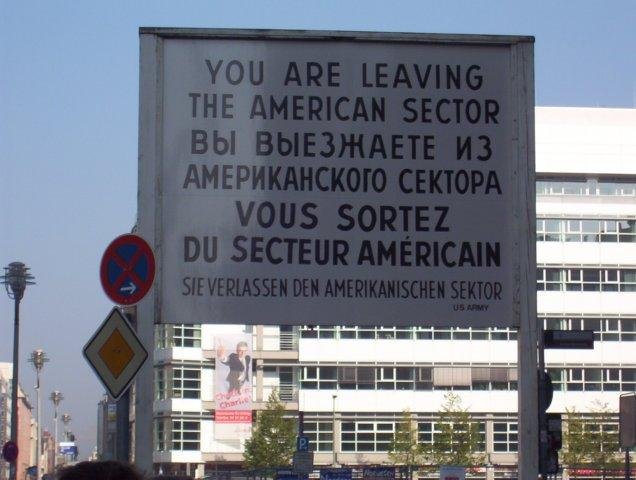 YOU ARE LEAVING
THE AMERICAN SECTOR
ВЫ ВЫЕЗЖАЕТЕ ИЗ
АМЕРИКАНСКОГО СЕКТОРА
VOUS SORTEZ
DU SECTEUR AMÉRICAIN
SIE VERLASSEN DEN AMERIKANISCHEN SEKTOR
US ARMY
Charlie
P